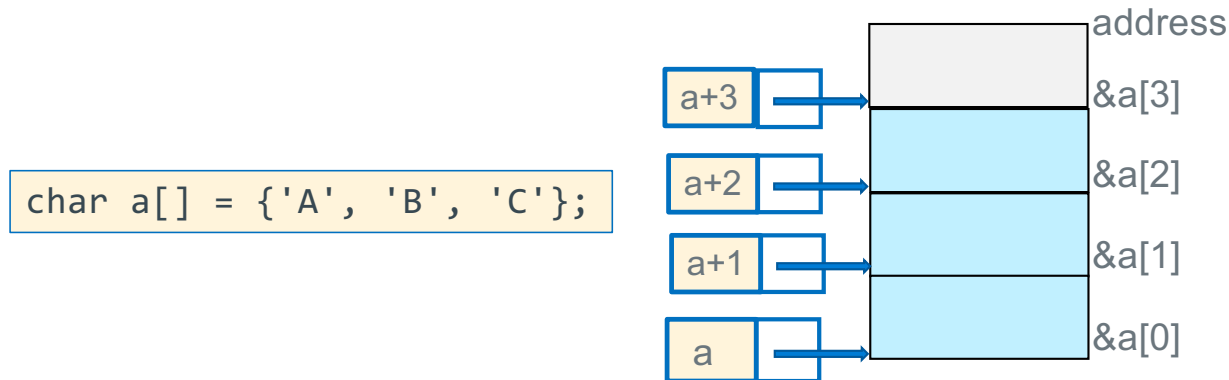 char a[] = {'A', 'B', 'C'};
address
a+3
&a[3]
a+2
&a[2]
a+1
&a[1]
a
&a[0]